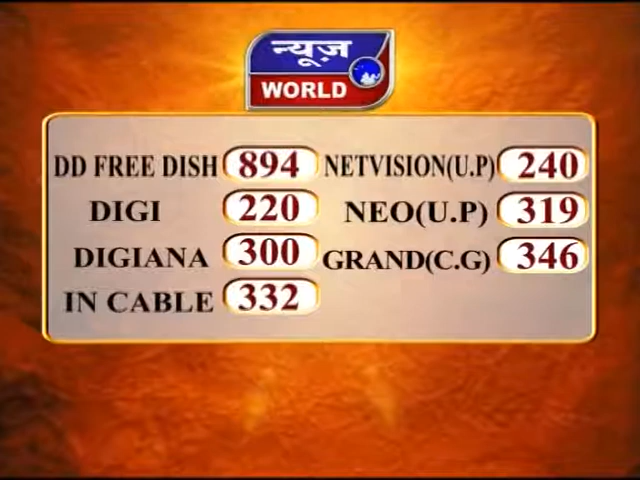 न्यूज़
WORLD
DD FREE DISH 894 NETVISION(U.P) 240
DIGI 220 NEO(U.P) 319
DIGIANA 300 GRAND(C.G) 346
IN CABLE 332